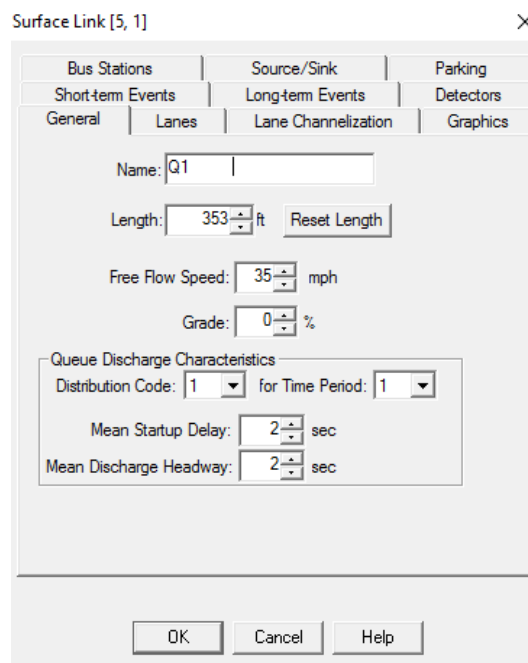 Surface Link [5, 1]
Bus Stations Source/Sink Parking
Short-term Events Long-term Events Detectors
General Lanes Lane Channelization Graphics
Name: Q1
Length: 353 ft Reset Length
Free Flow Speed: 35 mph
Grade: 0 %
Queue Discharge Characteristics
Distribution Code: 1 for Time Period: 1
Mean Startup Delay: 2 sec
Mean Discharge Headway: 2 sec
OK Cancel Help